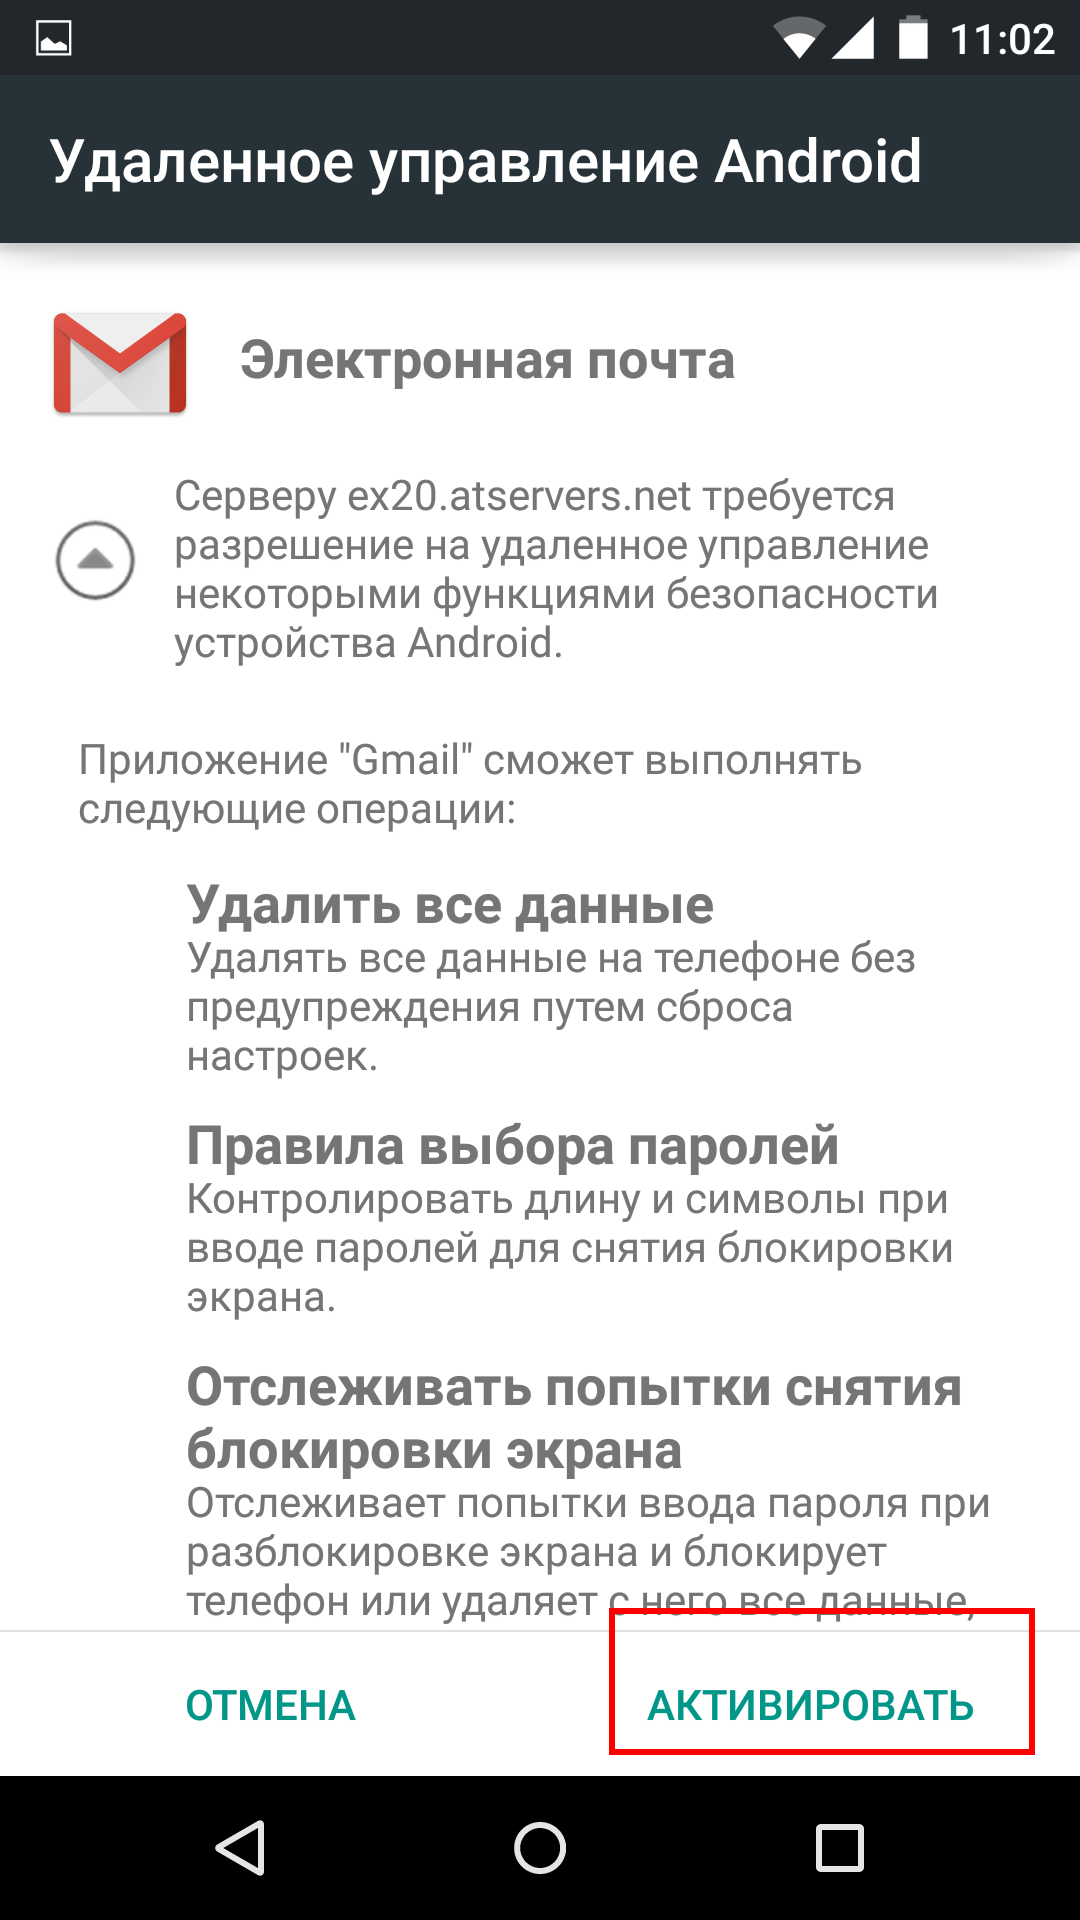 11:02
Удаленное управление Android
Электронная почта
Серверу ex20.atservers.net требуется
разрешение на удаленное управление
некоторыми функциями безопасности
устройства Android.
Приложение "Gmail" сможет выполнять
следующие операции:
Удалить все данные
Удалять все данные на телефоне без
предупреждения путем сброса
настроек.
Правила выбора паролей
Контролировать длину и символы при
вводе паролей для снятия блокировки
экрана.
Отслеживать попытки снятия
блокировки экрана
Отслеживает попытки ввода пароля при
разблокировке экрана и блокирует
телефон или удаляет с него все данные,
ОТМЕНА
АКТИВИРОВАТЬ